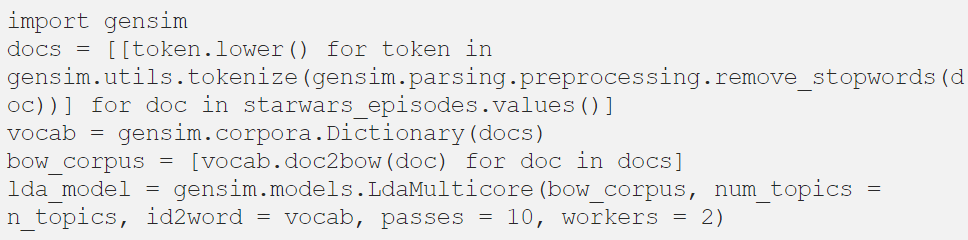 import gensim
docs = [[token.lower() for token in
gensim.utils.tokenize(gensim.parsing.preprocessing.remove_stopwords(d
oc))] for doc in starwars_episodes.values()]
vocab = gensim.corpora.Dictionary(docs)
bow_corpus = [vocab.doc2bow(doc) for doc in docs]
lda_model = gensim.models.LdaMulticore(bow_corpus, num_topics =
n_topics, id2word = vocab, passes = 10, workers = 2)